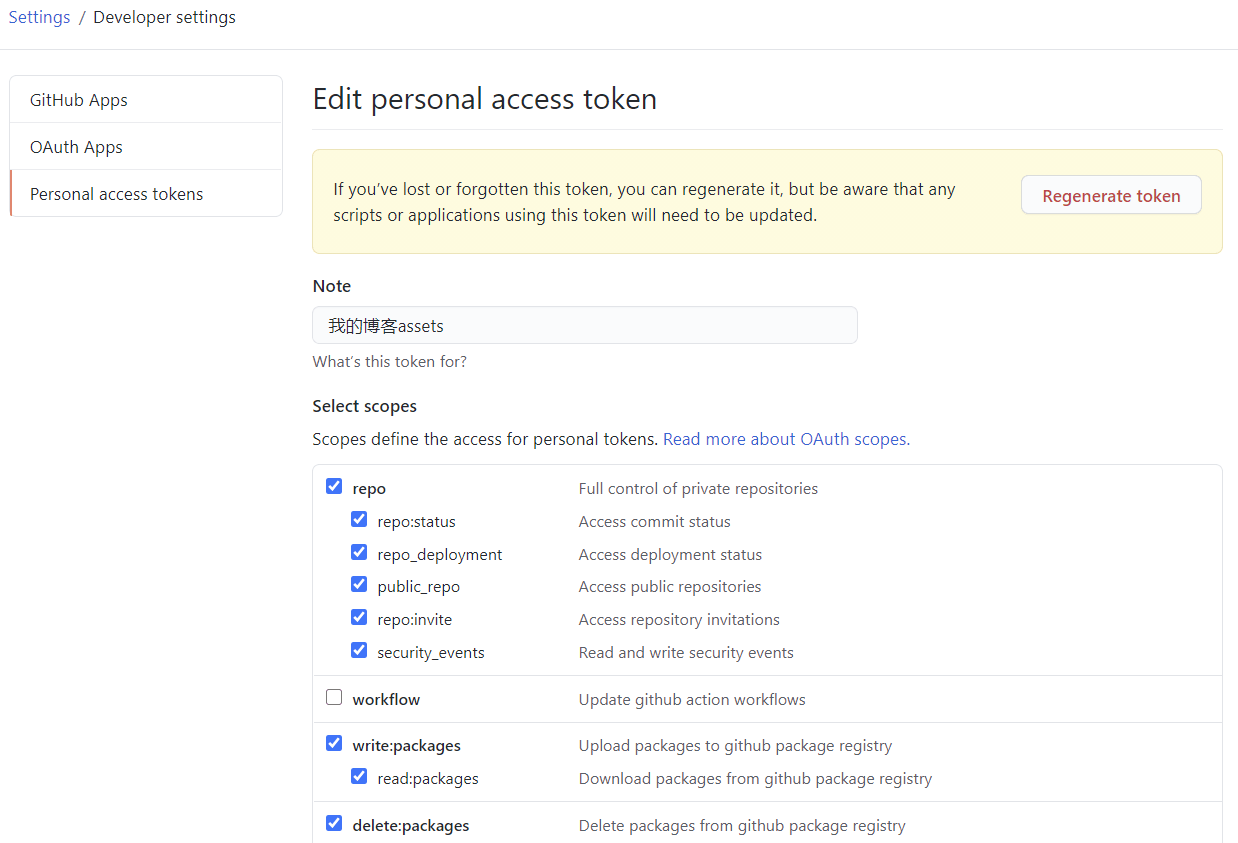 Settings / Developer settings
GitHub Apps
OAuth Apps
Personal access tokens
Edit personal access token
If you’ve lost or forgotten this token, you can regenerate it, but be aware that any
scripts or applications using this token will need to be updated.
Regenerate token
Note
我的博客assets
What’s this token for?
Select scopes
Scopes define the access for personal tokens. Read more about OAuth scopes.
repo Full control of private repositories
repo:status Access commit status
repo_deployment Access deployment status
public_repo Access public repositories
repo:invite Access repository invitations
security_events Read and write security events
workflow Update github action workflows
write:packages Upload packages to github package registry
read:packages Download packages from github package registry
delete:packages Delete packages from github package registry